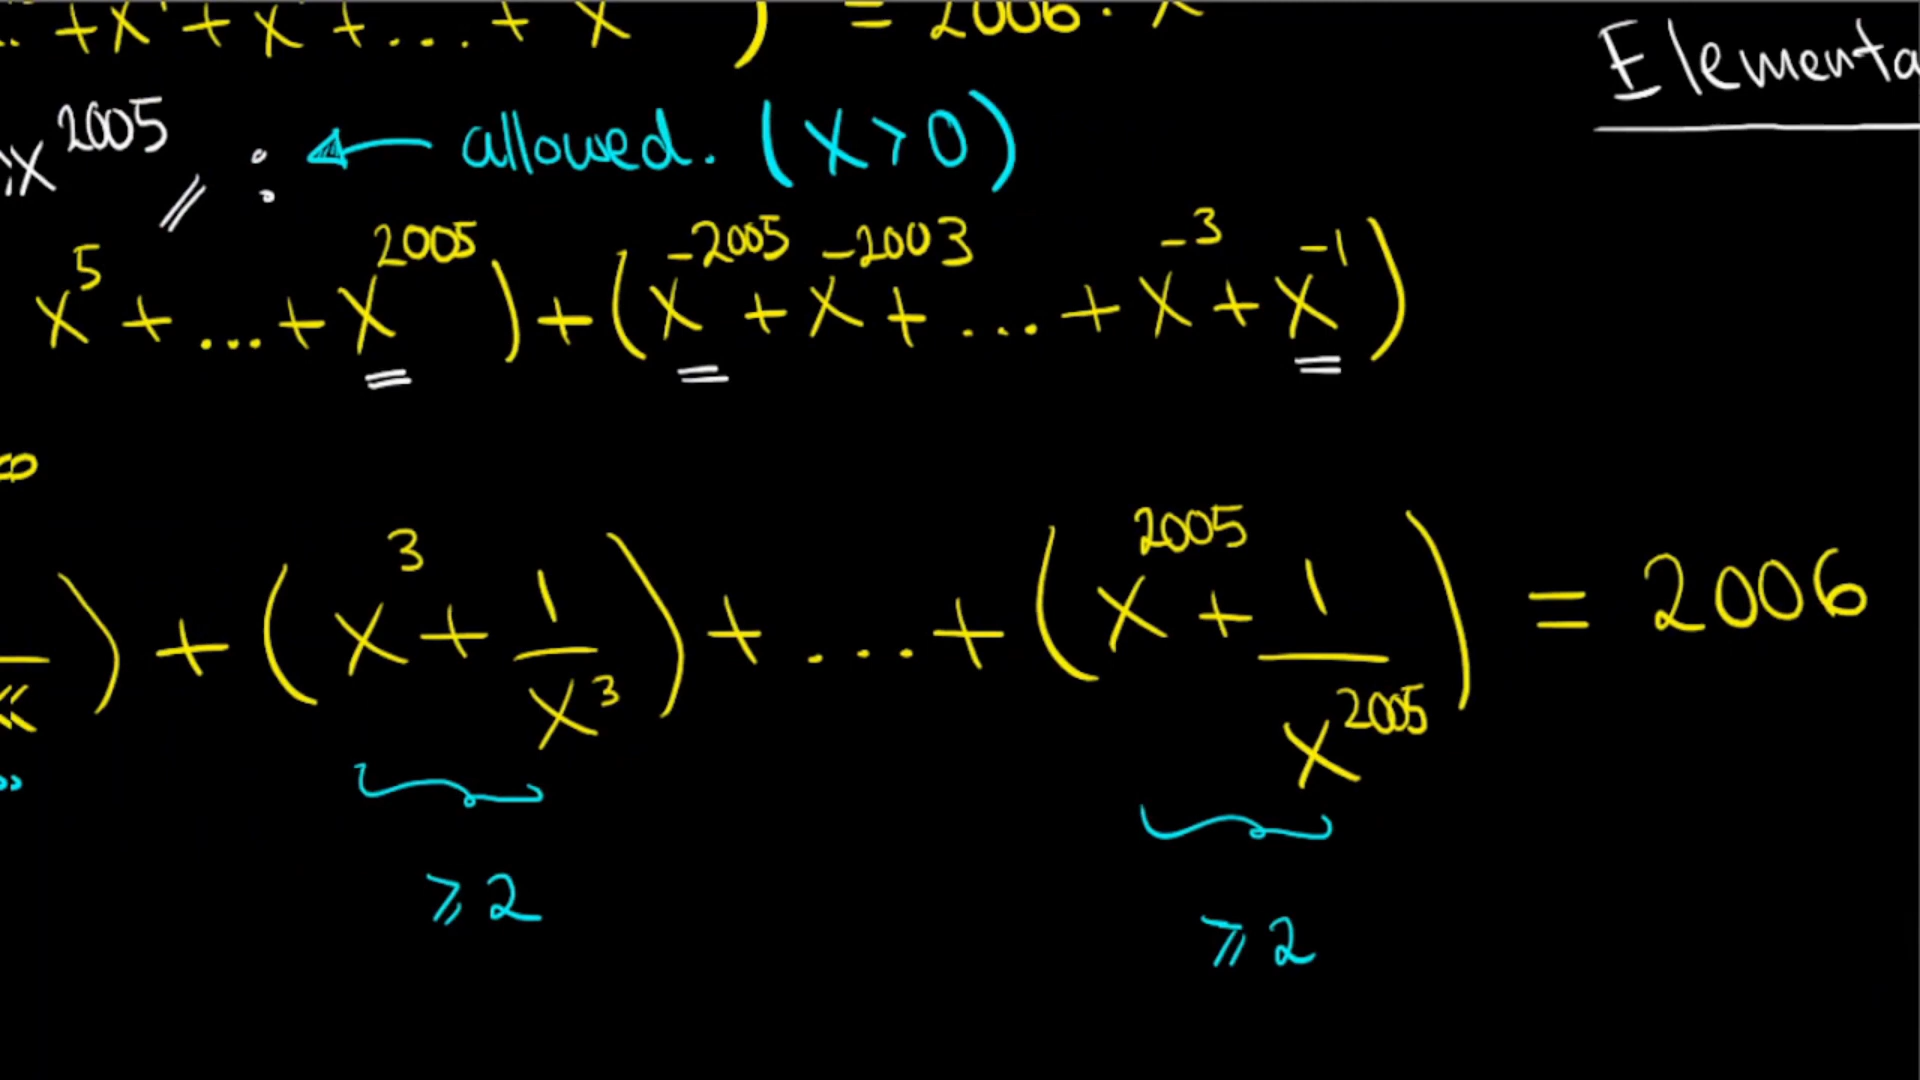 + x + x + ... + x ) = 2006 · x
Elementa
x^2005 : ← allowed. (x > 0)
x^5 + ... + x^2005 ) + ( x^-2005 + x^-2003 + ... + x^-3 + x^-1 )
) + ( x^3 + 1/x^3 ) + ... + ( x^2005 + 1/x^2005 ) = 2006
≥ 2
≥ 2